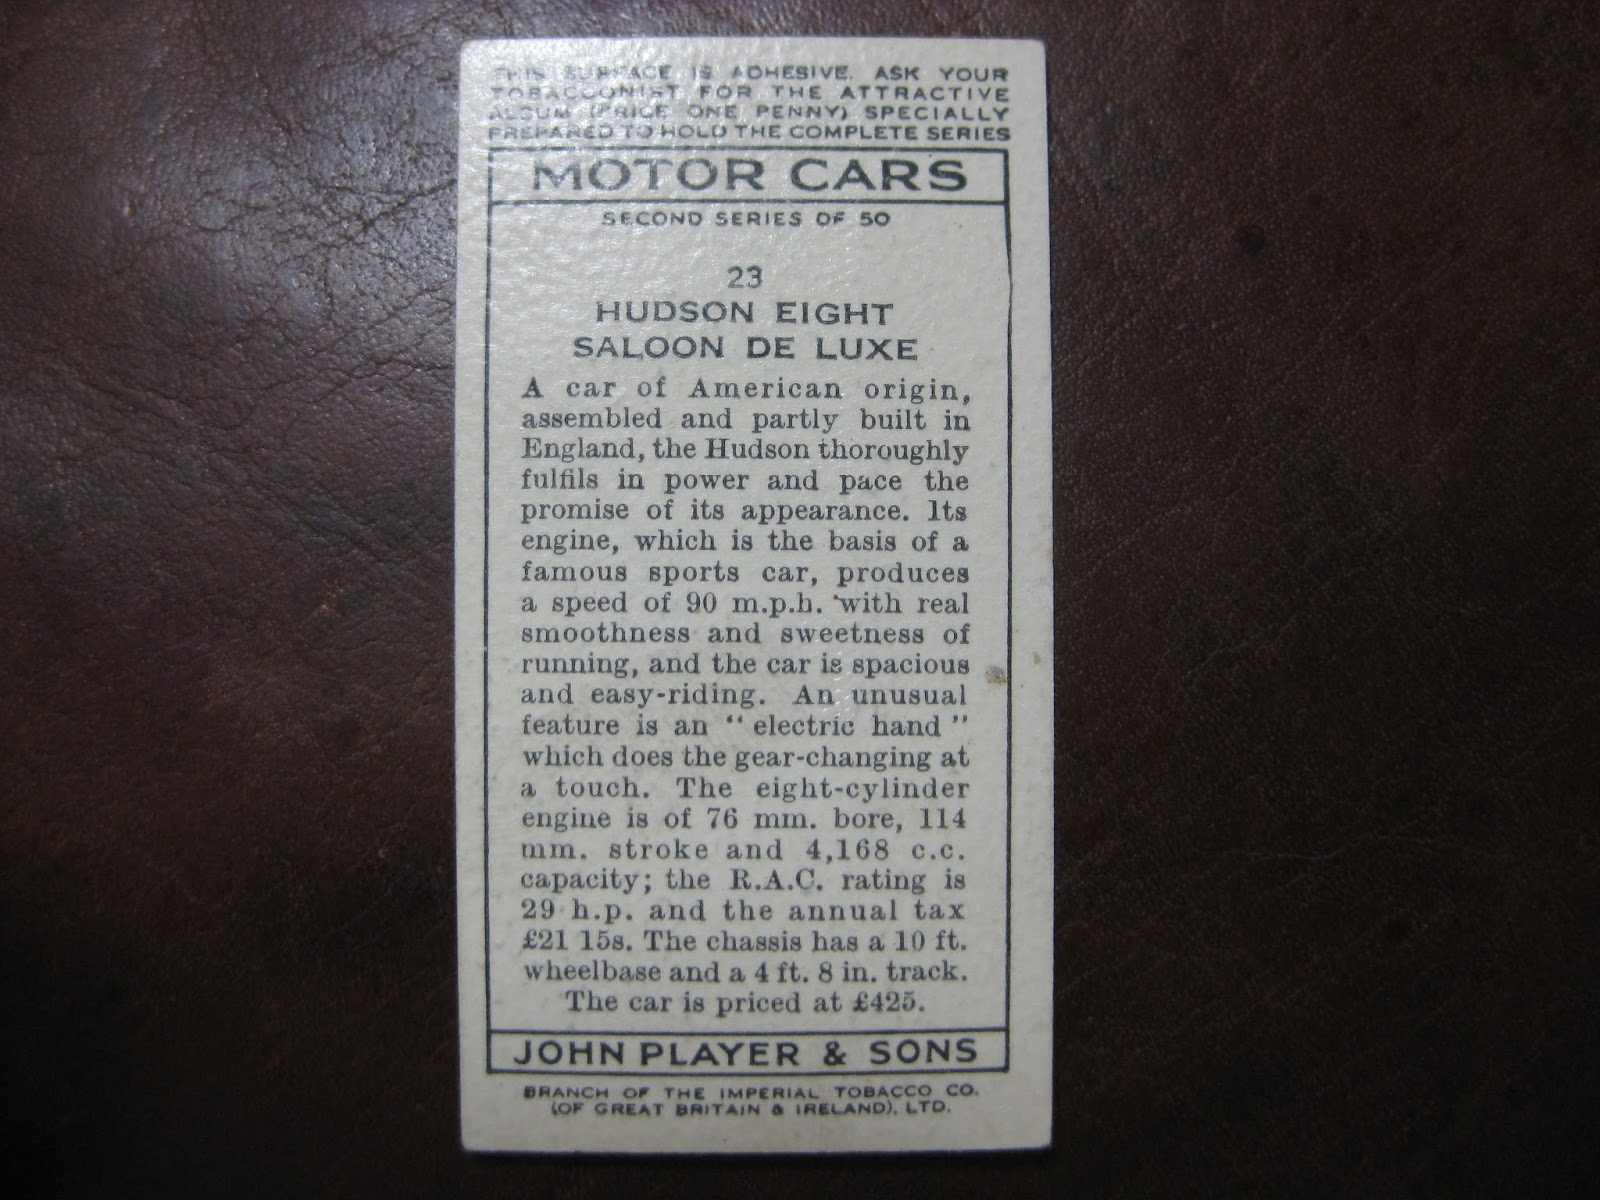 THIS SURFACE IS ADHESIVE. ASK YOUR
TOBACCONIST FOR THE ATTRACTIVE
ALBUM (PRICE ONE PENNY) SPECIALLY
PREPARED TO HOLD THE COMPLETE SERIES
MOTOR CARS
SECOND SERIES OF 50
23
HUDSON EIGHT
SALOON DE LUXE
A car of American origin,
assembled and partly built in
England, the Hudson thoroughly
fulfils in power and pace the
promise of its appearance. Its
engine, which is the basis of a
famous sports car, produces
a speed of 90 m.p.h. with real
smoothness and sweetness of
running, and the car is spacious
and easy-riding. An unusual
feature is an “ electric hand ”
which does the gear-changing at
a touch. The eight-cylinder
engine is of 76 mm. bore, 114
mm. stroke and 4,168 c.c.
capacity; the R.A.C. rating is
29 h.p. and the annual tax
£21 15s. The chassis has a 10 ft.
wheelbase and a 4 ft. 8 in. track.
The car is priced at £425.
JOHN PLAYER & SONS
BRANCH OF THE IMPERIAL TOBACCO CO.
(OF GREAT BRITAIN & IRELAND), LTD.